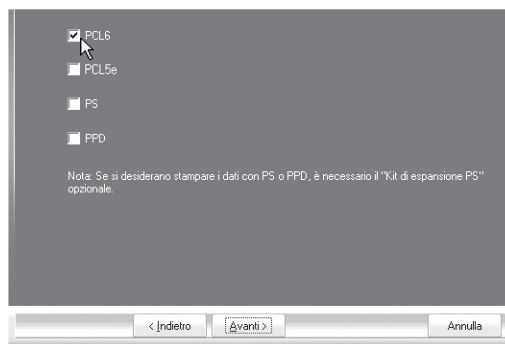 PCL6
PCL5e
PS
PPD
Nota: Se si desiderano stampare i dati con PS o PPD, è necessario il "Kit di espansione PS"
opzionale.
< Indietro Avanti > Annulla